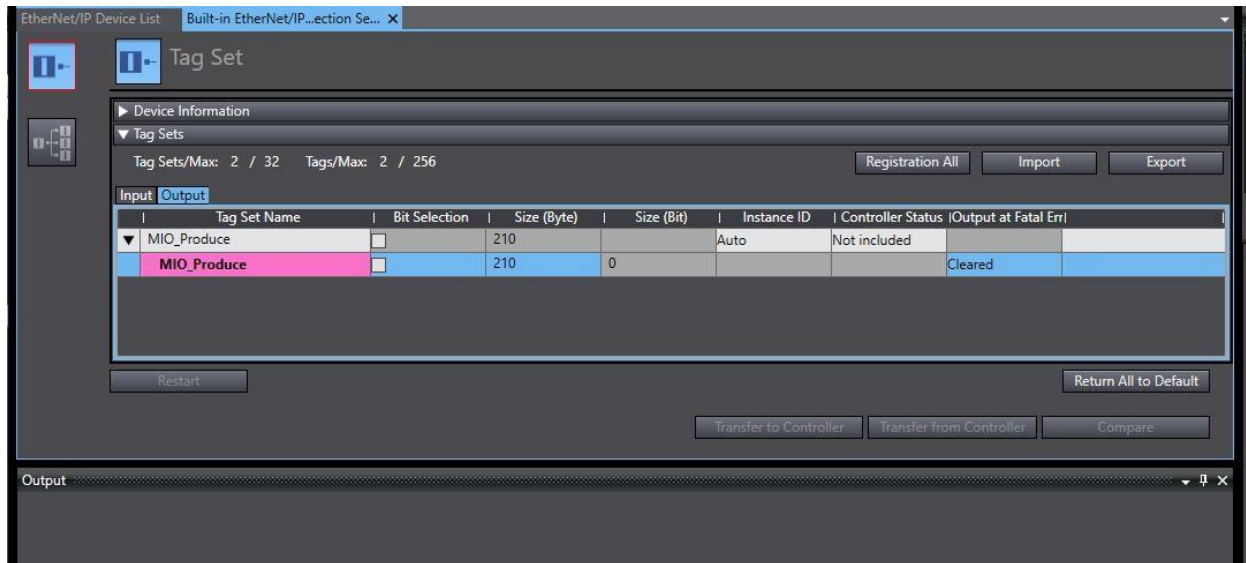 EtherNet/IP Device List Built-in EtherNet/IP...ection Se... X
Tag Set
Device Information
Tag Sets
Tag Sets/Max: 2 / 32 Tags/Max: 2 / 256 Registration All Import Export
Input Output
Tag Set Name | Bit Selection | Size (Byte) | Size (Bit) | Instance ID | Controller Status |Output at Fatal Err|
MIO_Produce 210 Auto Not included
MIO_Produce 210 0 Cleared
Restart Return All to Default
Transfer to Controller Transfer from Controller Compare
Output